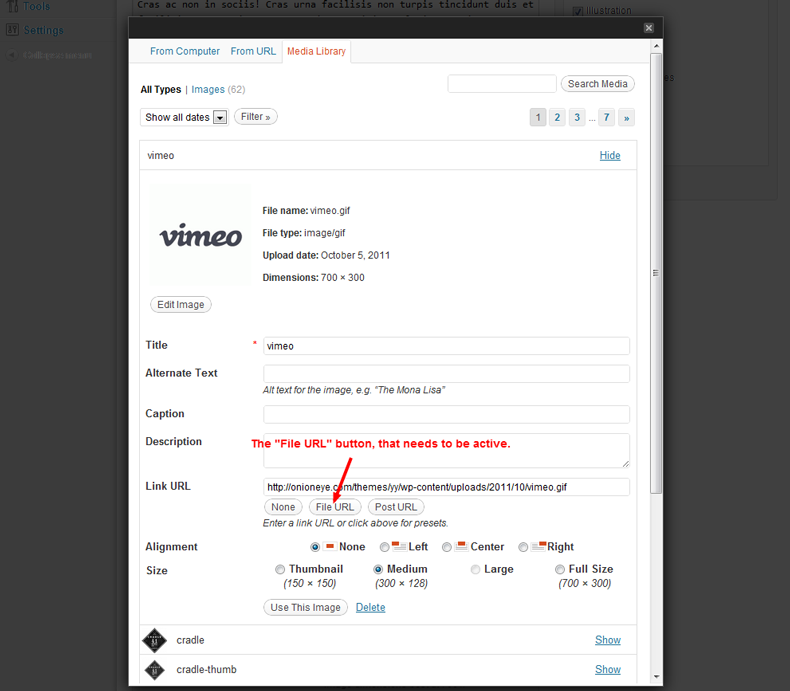 Tools
Cras ac non in sociis! Cras urna facilisis non turpis tincidunt duis et
Illustration
Settings
From Computer From URL Media Library
All Types | Images (62)
Search Media
Show all dates Filter »
1 2 3 ... 7 »
vimeo Hide
vimeo
File name: vimeo.gif
File type: image/gif
Upload date: October 5, 2011
Dimensions: 700 × 300
Edit Image
Title * vimeo
Alternate Text
Alt text for the image, e.g. “The Mona Lisa”
Caption
Description
The "File URL" button, that needs to be active.
Link URL http://onioneye.com/themes/yy/wp-content/uploads/2011/10/vimeo.gif
None File URL Post URL
Enter a link URL or click above for presets.
Alignment None Left Center Right
Size Thumbnail Medium Large Full Size
(150 × 150) (300 × 128) (700 × 300)
Use This Image Delete
cradle Show
cradle-thumb Show